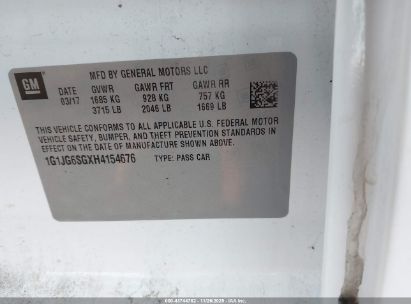 GM
MFD BY GENERAL MOTORS LLC
DATE GVWR GAWR FRT GAWR RR
03/17 1685 KG 928 KG 757 KG
3715 LB 2046 LB 1669 LB
THIS VEHICLE CONFORMS TO ALL APPLICABLE U.S. FEDERAL MOTOR
VEHICLE SAFETY, BUMPER, AND THEFT PREVENTION STANDARDS IN
EFFECT ON THE DATE OF MANUFACTURE SHOWN ABOVE.
1G1JG6SGXH4154676 TYPE: PASS CAR